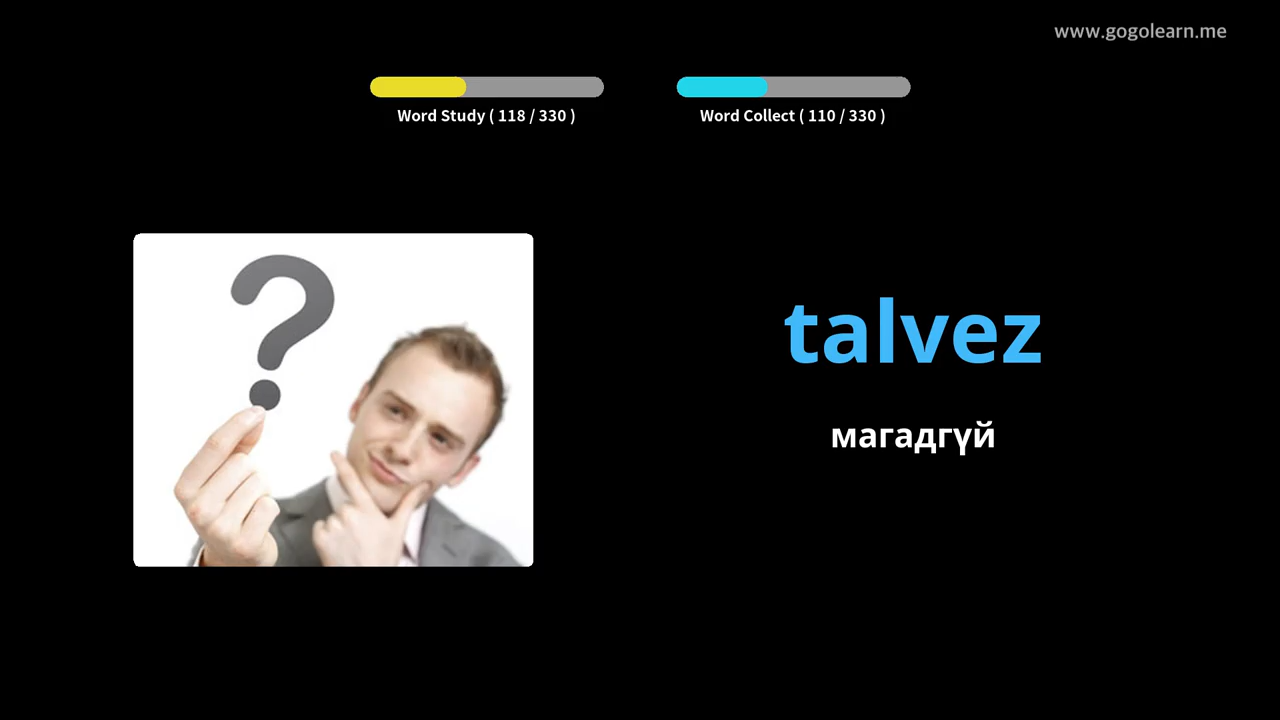 www.gogolearn.me
Word Study ( 118 / 330 )
Word Collect ( 110 / 330 )
?
talvez
магадгүй